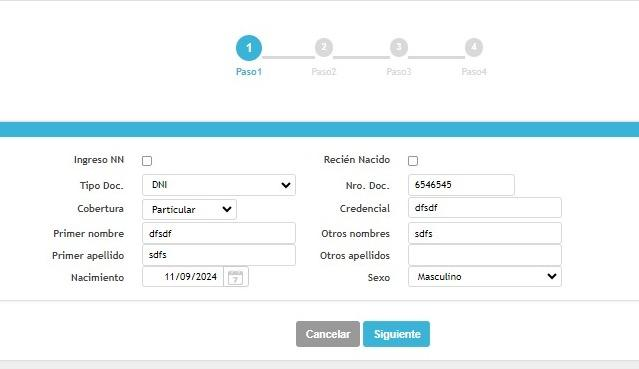 1 2 3 4
Paso1 Paso2 Paso3 Paso4
Ingreso NN Recién Nacido
Tipo Doc. DNI Nro. Doc. 6546545
Cobertura Particular Credencial dfsdf
Primer nombre dfsdf Otros nombres sdfs
Primer apellido sdfs Otros apellidos
Nacimiento 11/09/2024 7 Sexo Masculino
Cancelar Siguiente